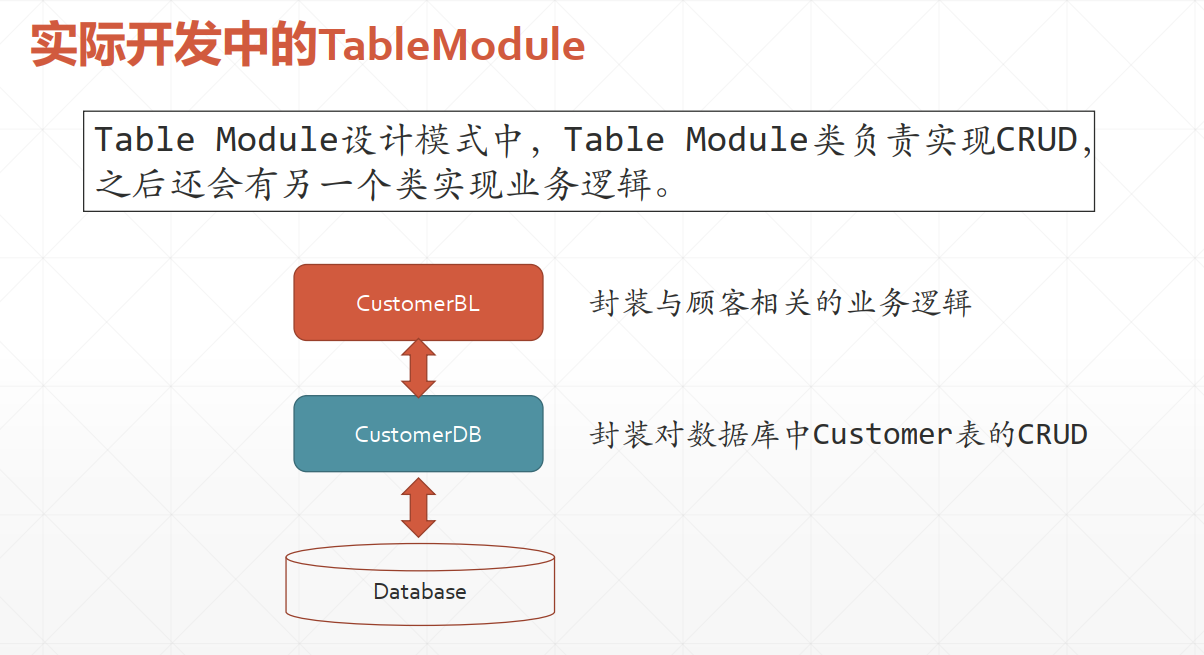 实际开发中的TableModule
Table Module设计模式中，Table Module类负责实现CRUD，
之后还会有另一个类实现业务逻辑。
CustomerBL
封装与顾客相关的业务逻辑
CustomerDB
封装对数据库中Customer表的CRUD
Database